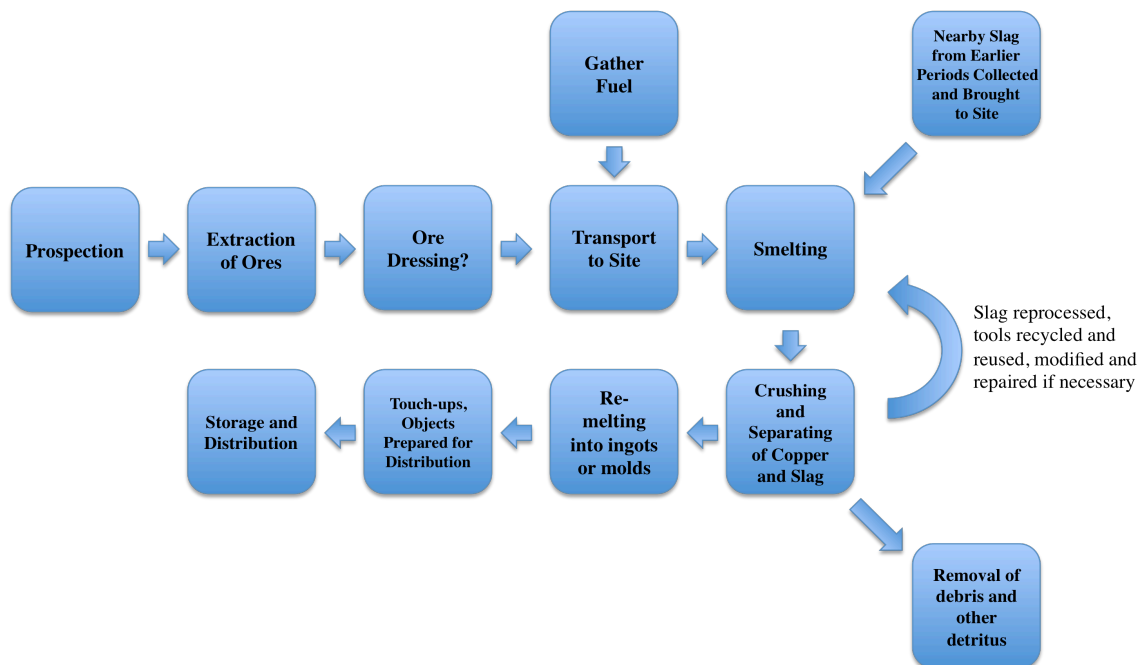 Gather
Fuel
Nearby Slag
from Earlier
Periods Collected
and Brought
to Site
Prospection
Extraction
of Ores
Ore
Dressing?
Transport
to Site
Smelting
Slag reprocessed,
tools recycled and
reused, modified and
repaired if necessary
Crushing
and
Separating
of Copper
and Slag
Re-
melting
into ingots
or molds
Touch-ups,
Objects
Prepared for
Distribution
Storage and
Distribution
Removal of
debris and
other
detritus